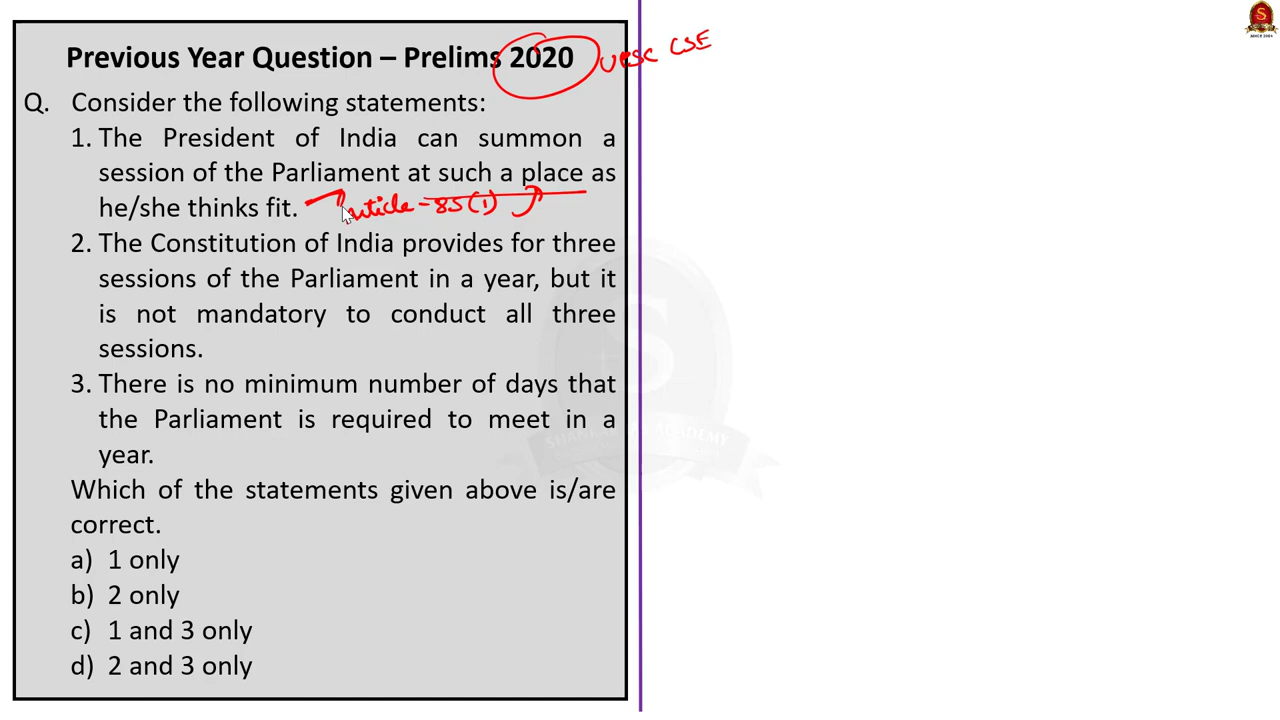 Previous Year Question – Prelims 2020
UPSC CSE
Q. Consider the following statements:
1. The President of India can summon a
session of the Parliament at such a place as
he/she thinks fit.
Article - 85(1)
2. The Constitution of India provides for three
sessions of the Parliament in a year, but it
is not mandatory to conduct all three
sessions.
3. There is no minimum number of days that
the Parliament is required to meet in a
year.
Which of the statements given above is/are
correct.
a) 1 only
b) 2 only
c) 1 and 3 only
d) 2 and 3 only
S
SINCE 2004